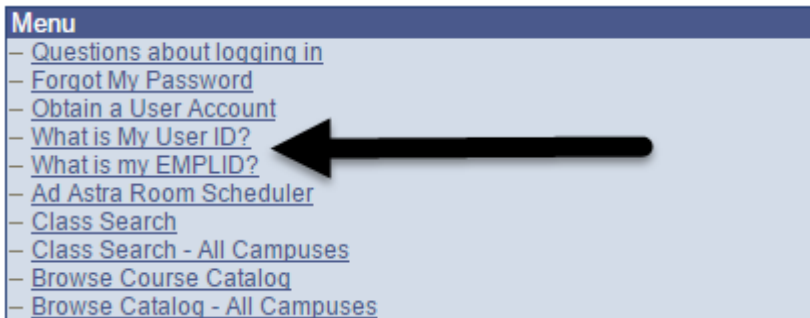 Menu
– Questions about logging in
– Forgot My Password
– Obtain a User Account
– What is My User ID?
– What is my EMPLID?
– Ad Astra Room Scheduler
– Class Search
– Class Search - All Campuses
– Browse Course Catalog
– Browse Catalog - All Campuses